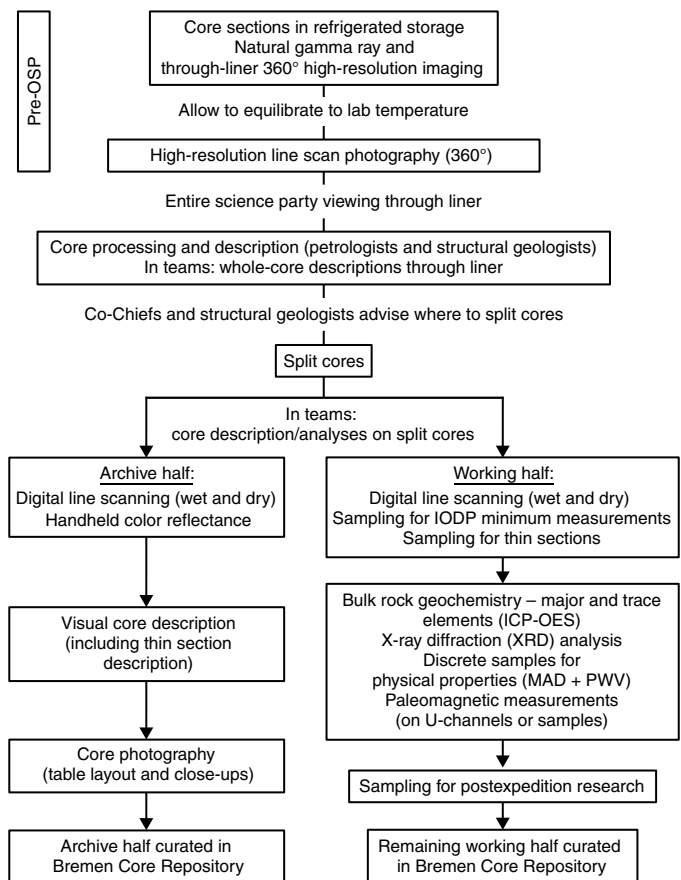 Pre-OSP
Core sections in refrigerated storage
Natural gamma ray and
through-liner 360° high-resolution imaging
Allow to equilibrate to lab temperature
High-resolution line scan photography (360°)
Entire science party viewing through liner
Core processing and description (petrologists and structural geologists)
In teams: whole-core descriptions through liner
Co-Chiefs and structural geologists advise where to split cores
Split cores
In teams:
core description/analyses on split cores
Archive half:
Digital line scanning (wet and dry)
Handheld color reflectance
Visual core description
(including thin section
description)
Core photography
(table layout and close-ups)
Archive half curated in
Bremen Core Repository
Working half:
Digital line scanning (wet and dry)
Sampling for IODP minimum measurements
Sampling for thin sections
Bulk rock geochemistry – major and trace
elements (ICP-OES)
X-ray diffraction (XRD) analysis
Discrete samples for
physical properties (MAD + PWV)
Paleomagnetic measurements
(on U-channels or samples)
Sampling for postexpedition research
Remaining working half curated
in Bremen Core Repository